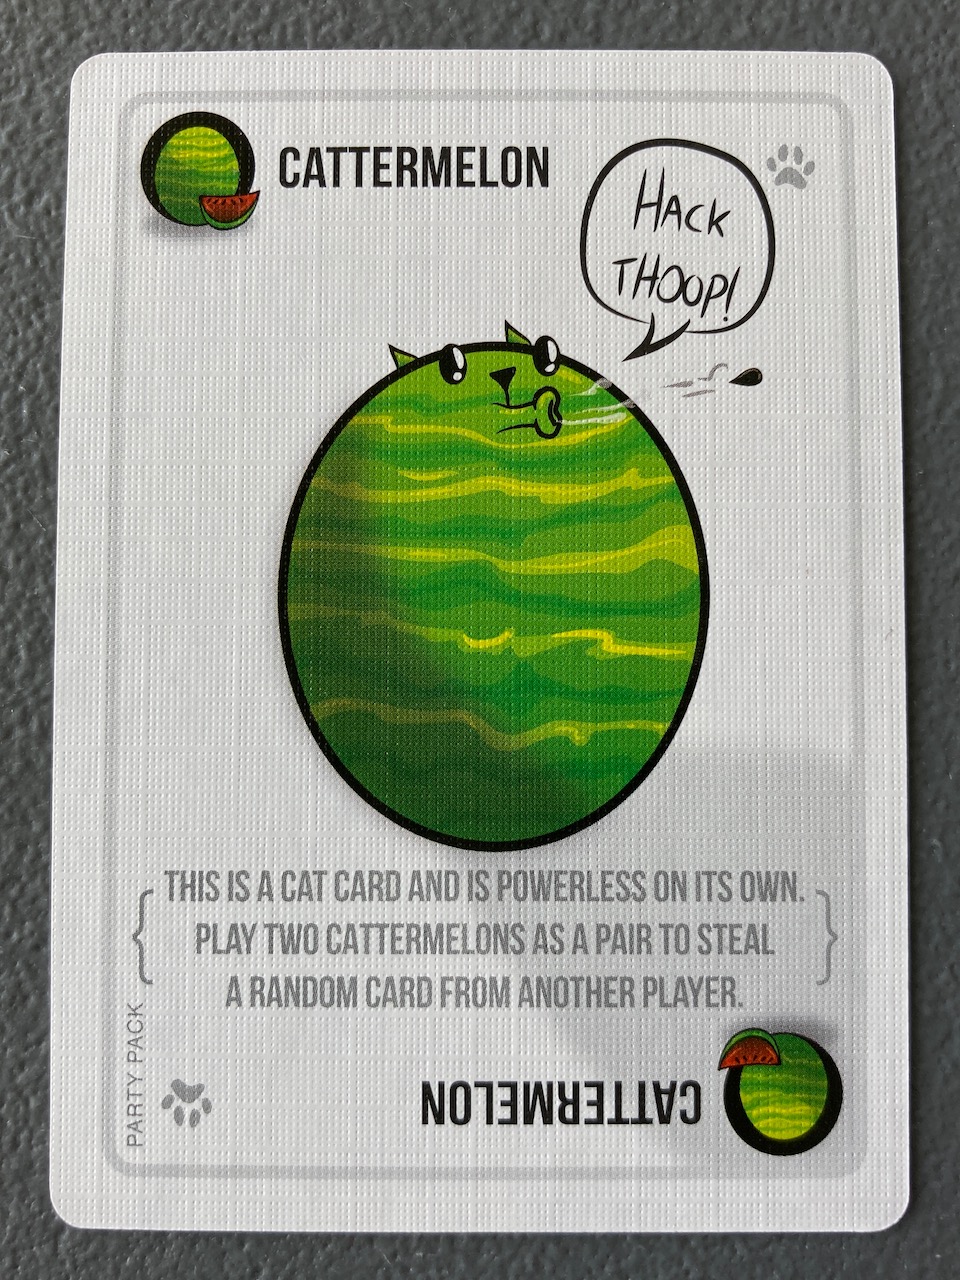 CATTERMELON
HACK
THOOP!
THIS IS A CAT CARD AND IS POWERLESS ON ITS OWN.
PLAY TWO CATTERMELONS AS A PAIR TO STEAL
A RANDOM CARD FROM ANOTHER PLAYER.
PARTY PACK
CATTERMELON